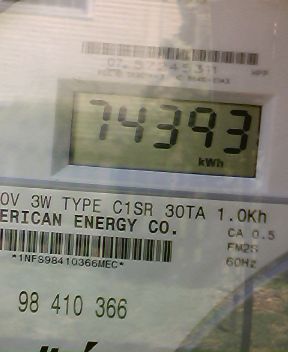 74393
kWh
0V 3W TYPE C1SR 30TA 1.0Kh
ERICAN ENERGY CO.
CA 0.5
FM2S
60Hz
*1NFS98410366MEC*
98 410 366